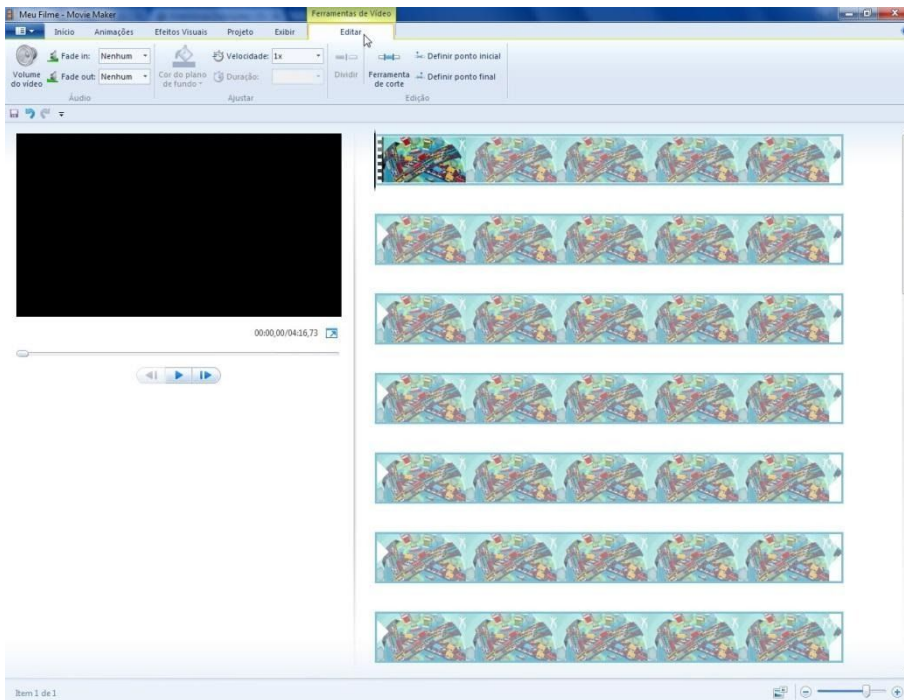 Meu Filme - Movie Maker
Ferramentas de Vídeo
Início Animações Efeitos Visuais Projeto Exibir Editar
Fade in: Nenhum
Velocidade: 1x
Definir ponto inicial
Volume do vídeo
Fade out: Nenhum
Cor do plano de fundo
Duração:
Dividir
Ferramenta de corte
Definir ponto final
Áudio Ajustar Edição
00:00,00/04:16,73
Item 1 de 1